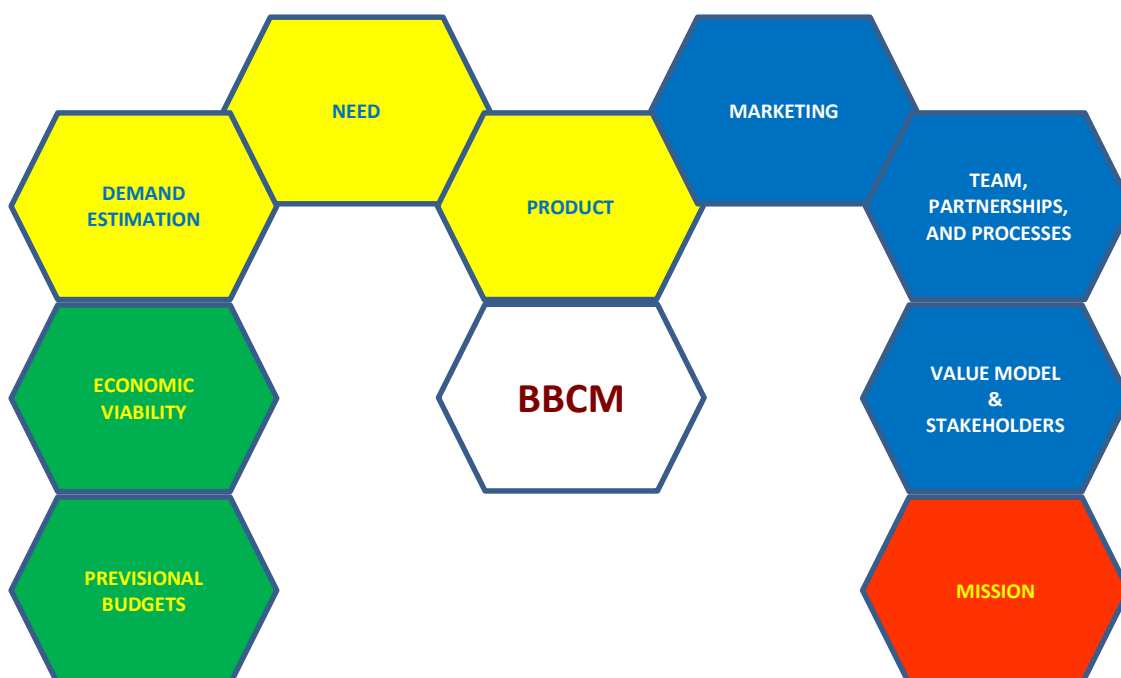 NEED
MARKETING
DEMAND
ESTIMATION
PRODUCT
TEAM,
PARTNERSHIPS,
AND PROCESSES
ECONOMIC
VIABILITY
BBCM
VALUE MODEL
&
STAKEHOLDERS
PREVISIONAL
BUDGETS
MISSION